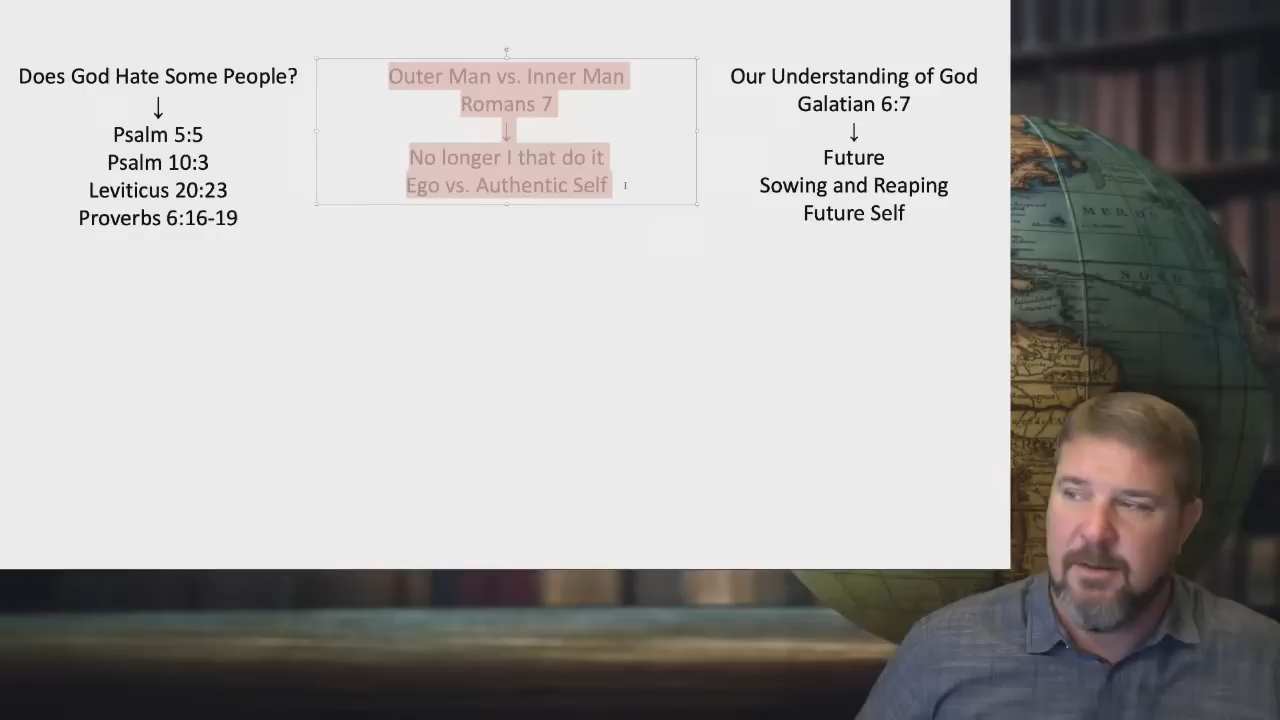 Does God Hate Some People?
↓
Psalm 5:5
Psalm 10:3
Leviticus 20:23
Proverbs 6:16-19
Outer Man vs. Inner Man
Romans 7
↓
No longer I that do it
Ego vs. Authentic Self
Our Understanding of God
Galatian 6:7
↓
Future
Sowing and Reaping
Future Self